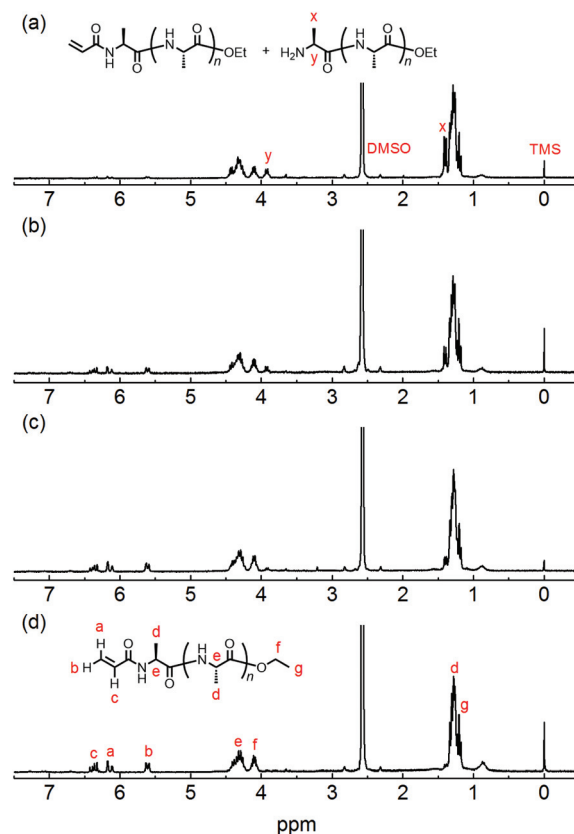 (a)
x
O
H
N
O
N
H
O
n
OEt
+
H2N
y
O
H
N
O
n
OEt
y
DMSO
x
TMS
7 6 5 4 3 2 1 0
(b)
7 6 5 4 3 2 1 0
(c)
7 6 5 4 3 2 1 0
(d)
a
H
b H
H
c
O
N
H
d
e
O
H
N
e
d
O
n
O
f
g
c a b e f d g
7 6 5 4 3 2 1 0
ppm